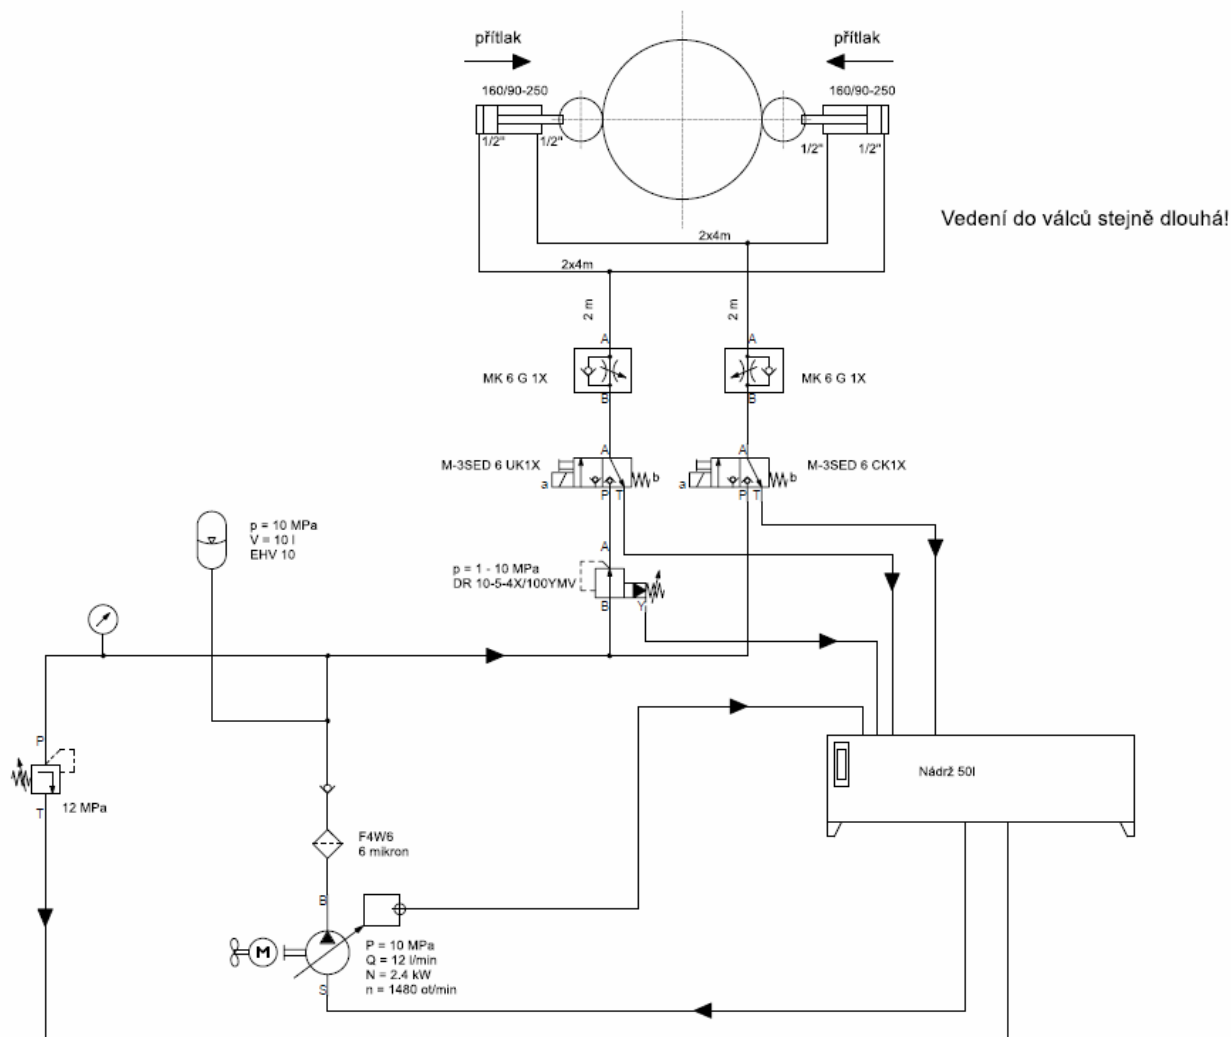 přítlak
přítlak
160/90-250
160/90-250
1/2"
1/2"
1/2"
1/2"
Vedení do válců stejně dlouhá!
2x4m
2x4m
2 m
2 m
A
A
MK 6 G 1X
MK 6 G 1X
B
B
A
A
M-3SED 6 UK1X
M-3SED 6 CK1X
a
b
a
b
P T
P T
p = 10 MPa
V = 10 l
EHV 10
A
p = 1 - 10 MPa
DR 10-5-4X/100YMV
B
Y
P
Nádrž 50l
T
12 MPa
F4W6
6 mikron
B
M
P = 10 MPa
Q = 12 l/min
N = 2.4 kW
n = 1480 ot/min
S